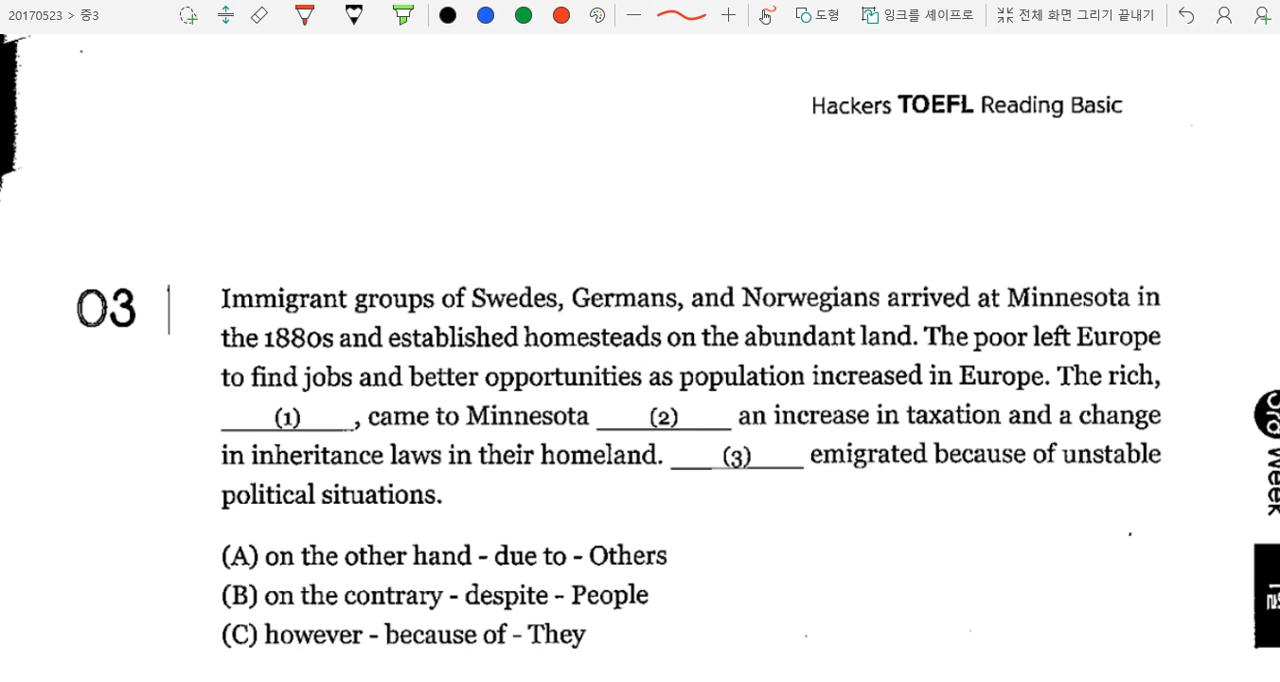 20170523 > 중3
도형
잉크를 셰이프로
전체 화면 그리기 끝내기
Hackers TOEFL Reading Basic
03
Immigrant groups of Swedes, Germans, and Norwegians arrived at Minnesota in
the 1880s and established homesteads on the abundant land. The poor left Europe
to find jobs and better opportunities as population increased in Europe. The rich,
(1) , came to Minnesota (2) an increase in taxation and a change
in inheritance laws in their homeland. (3) emigrated because of unstable
political situations.
(A) on the other hand - due to - Others
(B) on the contrary - despite - People
(C) however - because of - They
3rd Week